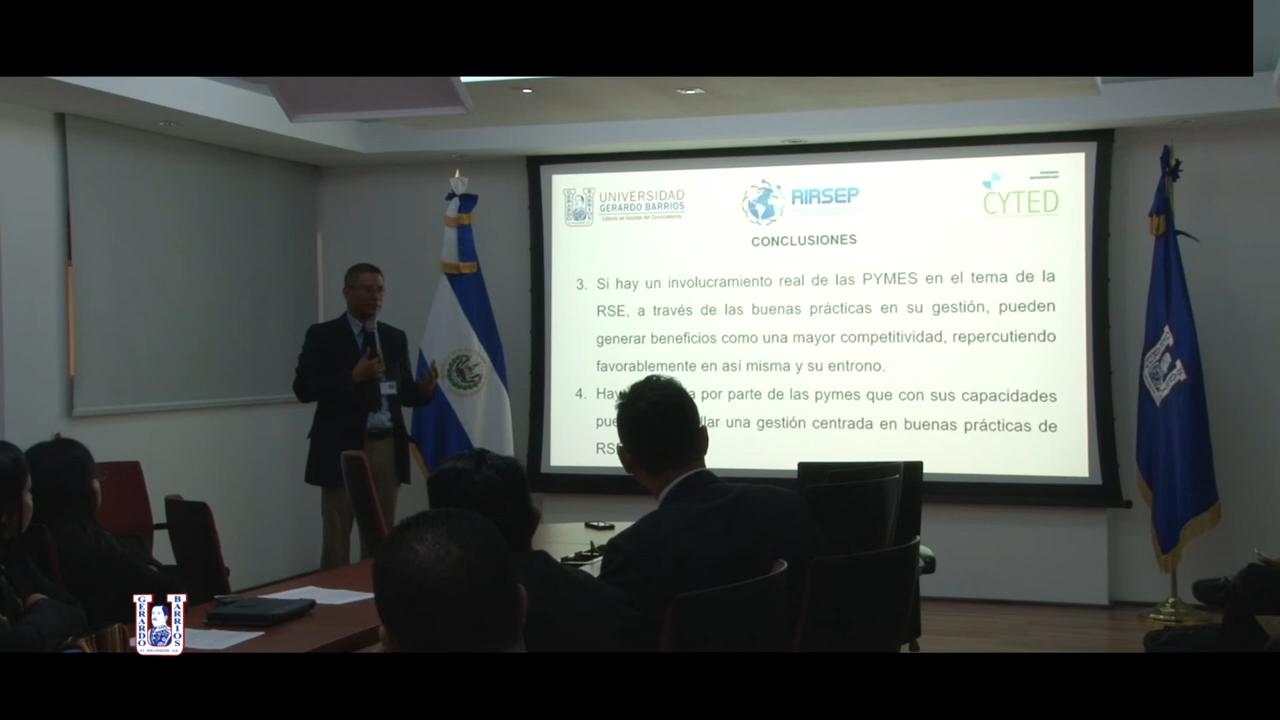 UNIVERSIDAD
GERARDO BARRIOS
RIRSEP
CYTED
CONCLUSIONES
3. Si hay un involucramiento real de las PYMES en el tema de la
RSE, a través de las buenas prácticas en su gestión, pueden
generar beneficios como una mayor competitividad, repercutiendo
favorablemente en así misma y su entrono.
4. por parte de las pymes que con sus capacidades
una gestión centrada en buenas prácticas de
GERARDO
BARRIOS
EL SALVADOR, C.A.